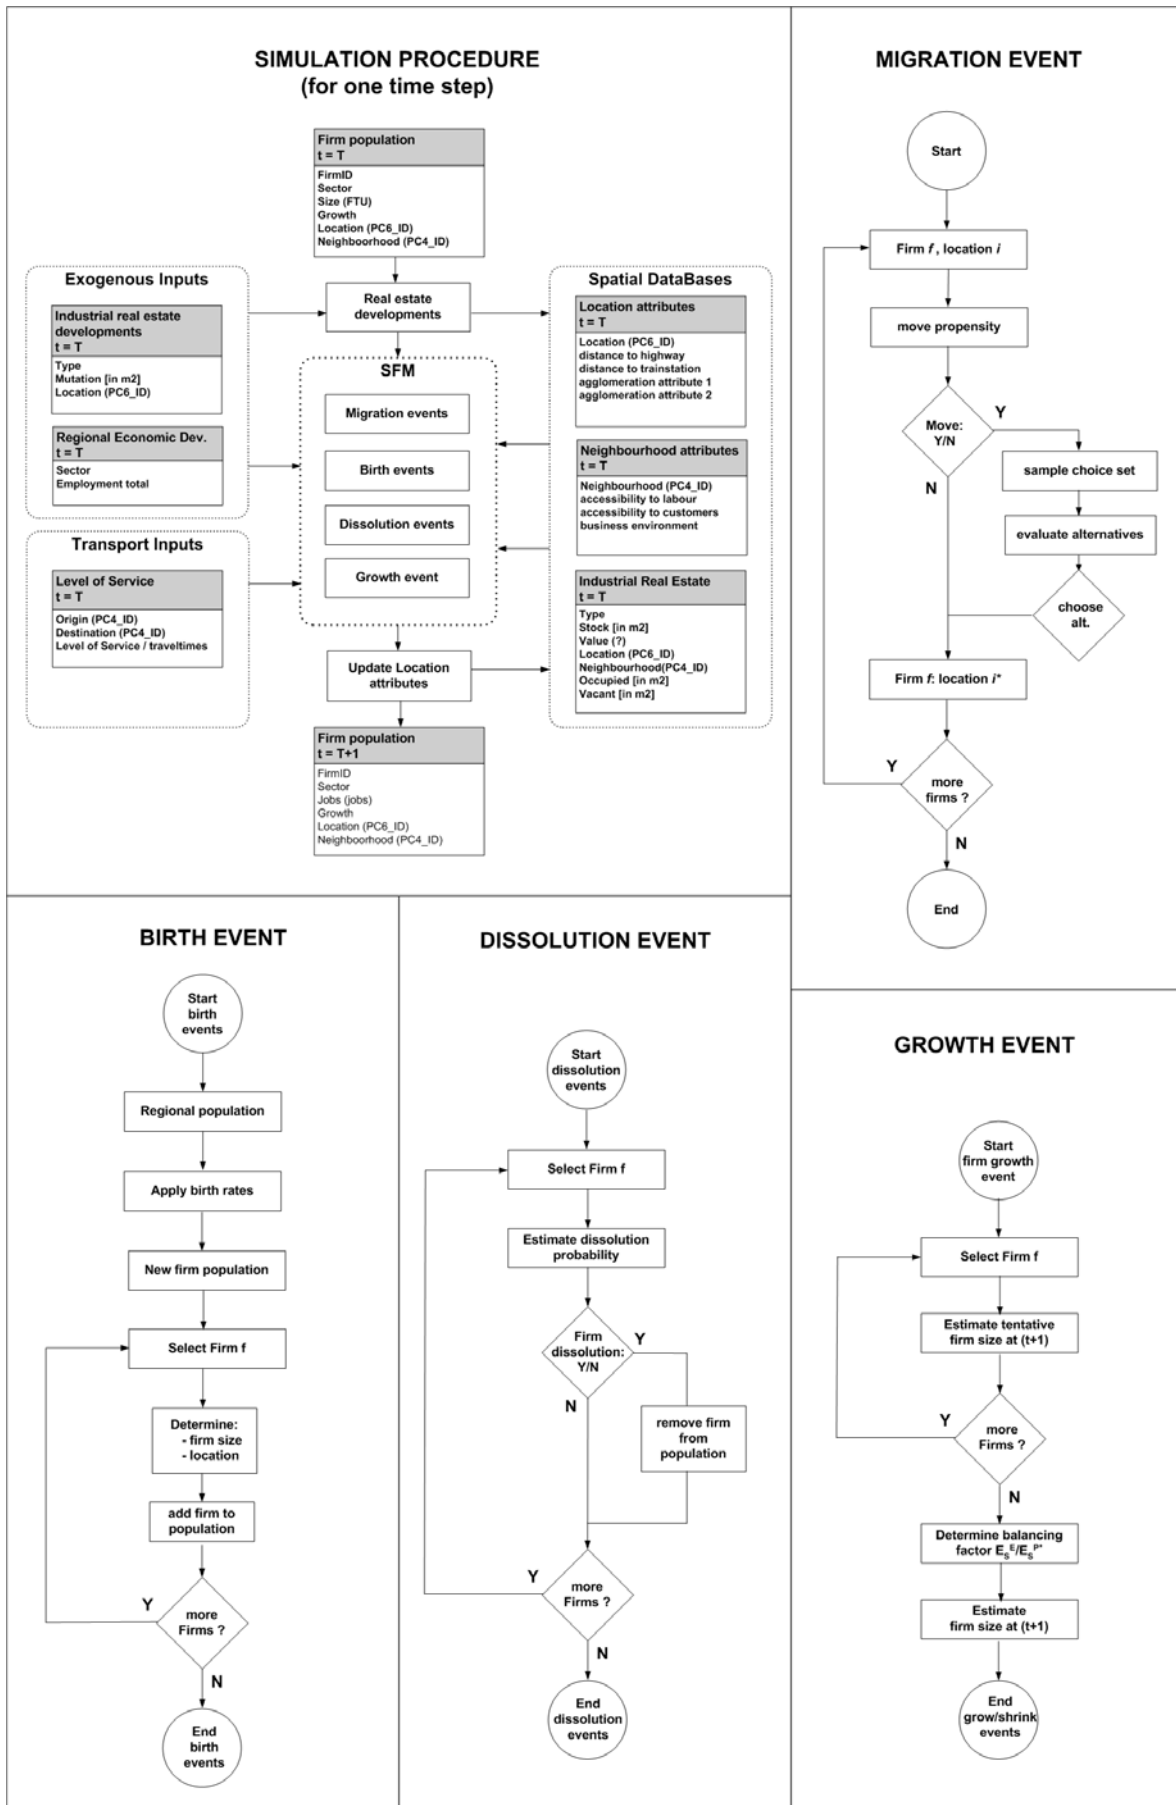 SIMULATION PROCEDURE
(for one time step)
Firm population
t = T
FirmID
Sector
Size (FTU)
Growth
Location (PC6_ID)
Neighboorhood (PC4_ID)
Exogenous Inputs
Industrial real estate
developments
t = T
Type
Mutation [in m2]
Location (PC6_ID)
Regional Economic Dev.
t = T
Sector
Employment total
Transport Inputs
Level of Service
t = T
Origin (PC4_ID)
Destination (PC4_ID)
Level of Service / traveltimes
Real estate
developments
SFM
Migration events
Birth events
Dissolution events
Growth event
Update Location
attributes
Firm population
t = T+1
FirmID
Sector
Jobs (jobs)
Growth
Location (PC6_ID)
Neighboorhood (PC4_ID)
Spatial DataBases
Location attributes
t = T
Location (PC6_ID)
distance to highway
distance to trainstation
agglomeration attribute 1
agglomeration attribute 2
Neighbourhood attributes
t = T
Neighbourhood (PC4_ID)
accessibility to labour
accessibility to customers
business environment
Industrial Real Estate
t = T
Type
Stock [in m2]
Value (?)
Location (PC6_ID)
Neighbourhood(PC4_ID)
Occupied [in m2]
Vacant [in m2]
MIGRATION EVENT
Start
Firm f , location i
move propensity
Move:
Y/N
Y
N
sample choice set
evaluate alternatives
choose
alt.
Firm f: location i*
Y
more
firms ?
N
End
BIRTH EVENT
Start
birth
events
Regional population
Apply birth rates
New firm population
Select Firm f
Determine:
- firm size
- location
add firm to
population
Y
more
Firms ?
N
End
birth
events
DISSOLUTION EVENT
Start
dissolution
events
Select Firm f
Estimate dissolution
probability
Firm
dissolution:
Y/N
Y
N
remove firm
from
population
Y
more
Firms ?
N
End
dissolution
events
GROWTH EVENT
Start
firm growth
event
Select Firm f
Estimate tentative
firm size at (t+1)
Y
more
Firms ?
N
Determine balancing
factor E_S^E/E_S^P*
Estimate
firm size at (t+1)
End
grow/shrink
events